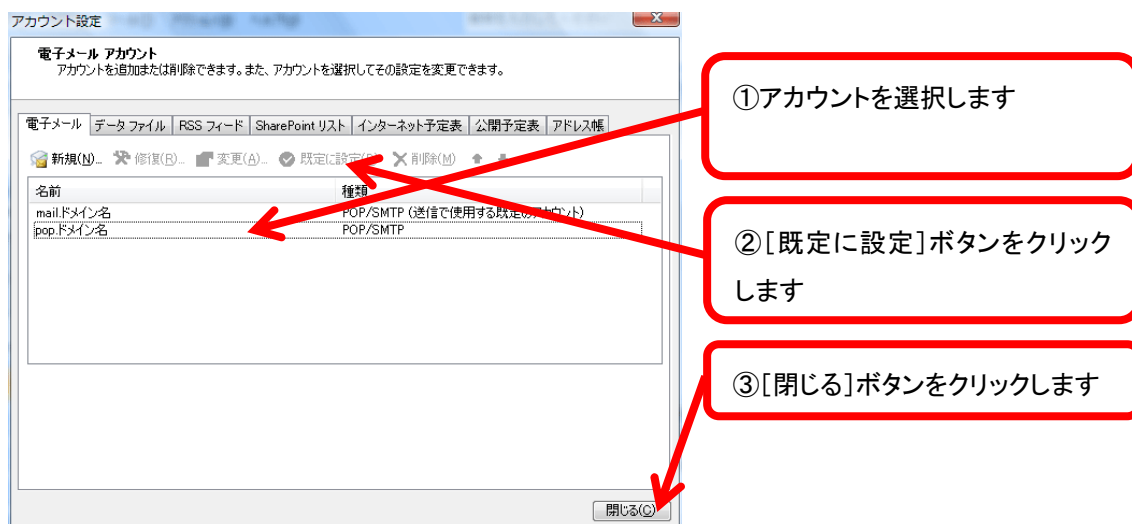 アカウント設定
電子メール アカウント
アカウントを追加または削除できます。また、アカウントを選択してその設定を変更できます。
電子メール データ ファイル RSS フィード SharePoint リスト インターネット予定表 公開予定表 アドレス帳
新規(N)... 修復(R)... 変更(A)... 既定に設定(D) 削除(M)
名前 種類
mail.ドメイン名 POP/SMTP (送信で使用する既定のアカウント)
pop.ドメイン名 POP/SMTP
閉じる(C)
①アカウントを選択します
②[既定に設定]ボタンをクリック
します
③[閉じる]ボタンをクリックします